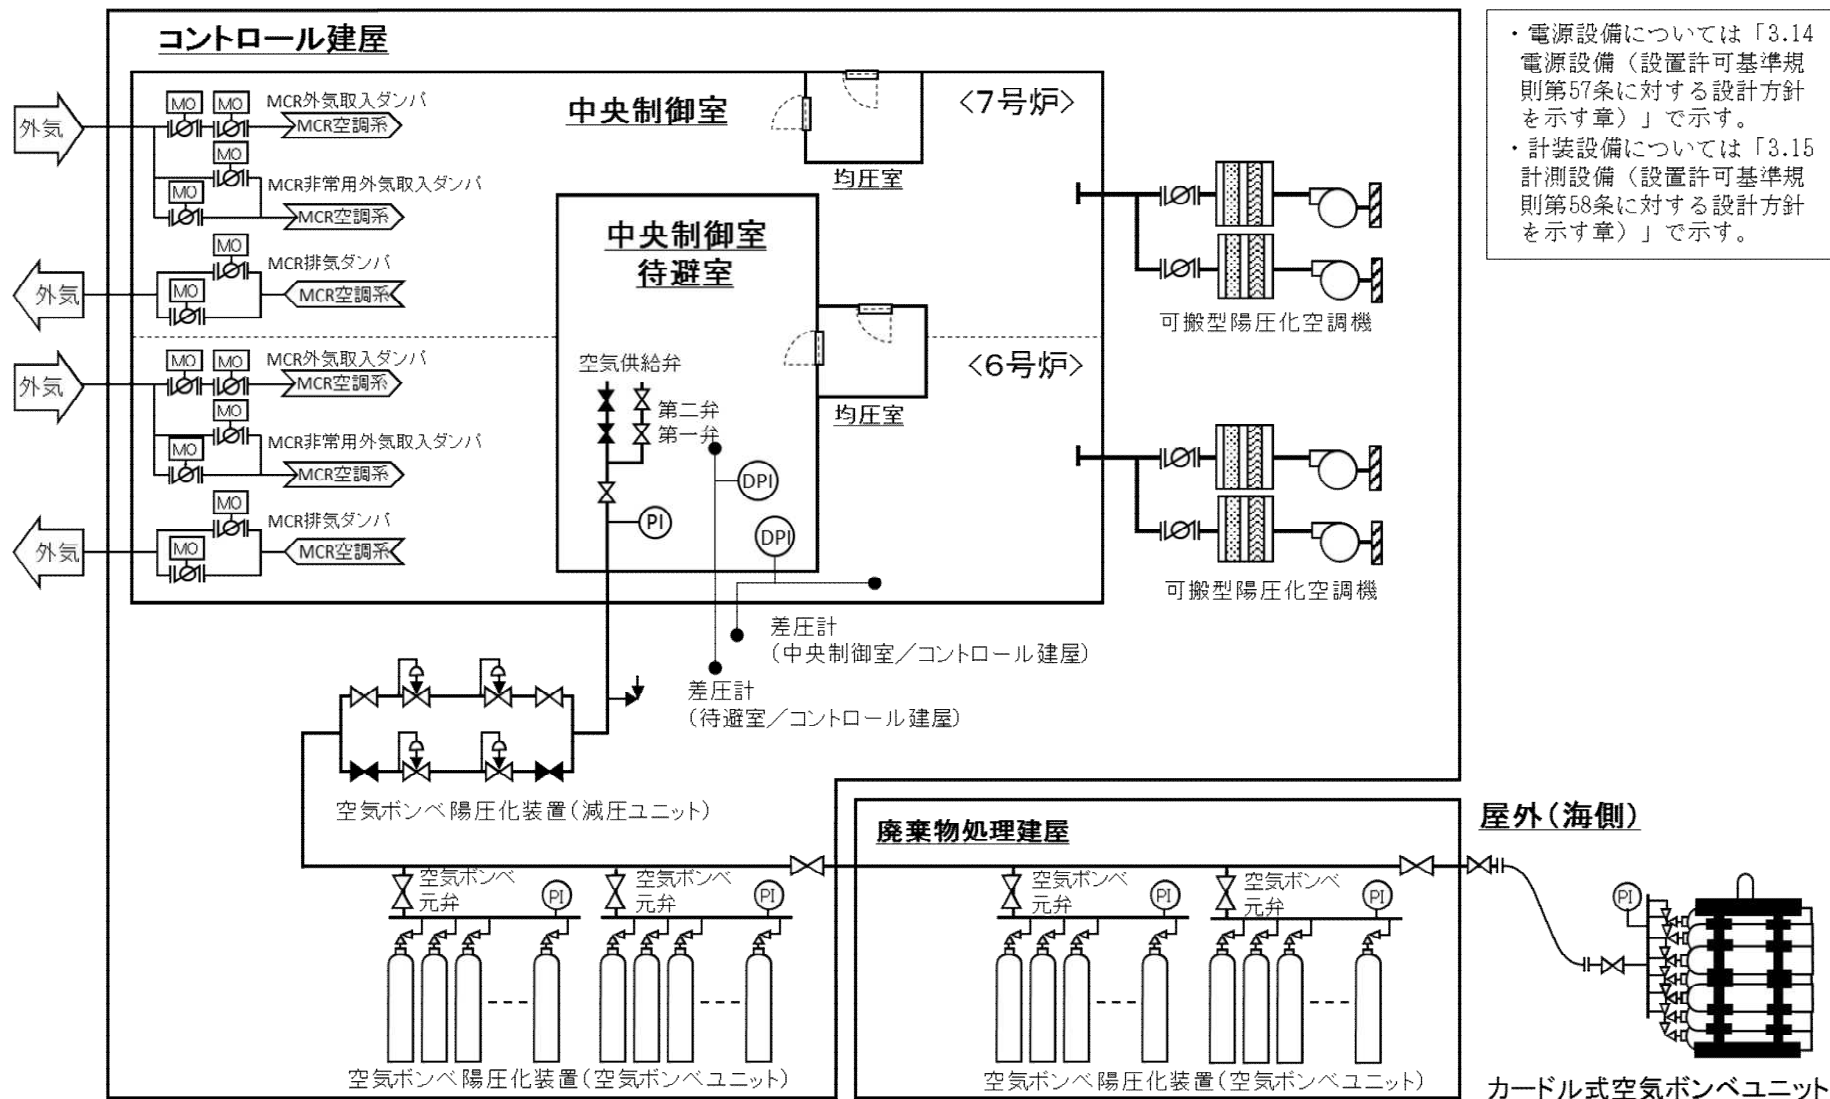 コントロール建屋
・電源設備については「3.14
電源設備（設置許可基準規
則第57条に対する設計方針
を示す章）」で示す。
・計装設備については「3.15
計測設備（設置許可基準規
則第58条に対する設計方針
を示す章）」で示す。
外気
MO
MO
MCR外気取入ダンパ
MCR空調系
MO
MCR非常用外気取入ダンパ
MO
MCR空調系
MO
MCR排気ダンパ
外気
MO
MCR空調系
中央制御室
<7号炉>
均圧室
中央制御室
待避室
可搬型陽圧化空調機
外気
MO
MO
MCR外気取入ダンパ
MCR空調系
MO
MCR非常用外気取入ダンパ
MO
MCR空調系
MO
MCR排気ダンパ
外気
MO
MCR空調系
<6号炉>
均圧室
空気供給弁
第二弁
第一弁
DPI
PI
DPI
可搬型陽圧化空調機
差圧計
(中央制御室／コントロール建屋)
差圧計
(待避室／コントロール建屋)
空気ボンベ陽圧化装置(減圧ユニット)
廃棄物処理建屋
屋外(海側)
空気ボンベ
元弁
PI
空気ボンベ
元弁
PI
空気ボンベ
元弁
PI
空気ボンベ
元弁
PI
PI
空気ボンベ陽圧化装置(空気ボンベユニット)
空気ボンベ陽圧化装置(空気ボンベユニット)
カードル式空気ボンベユニット